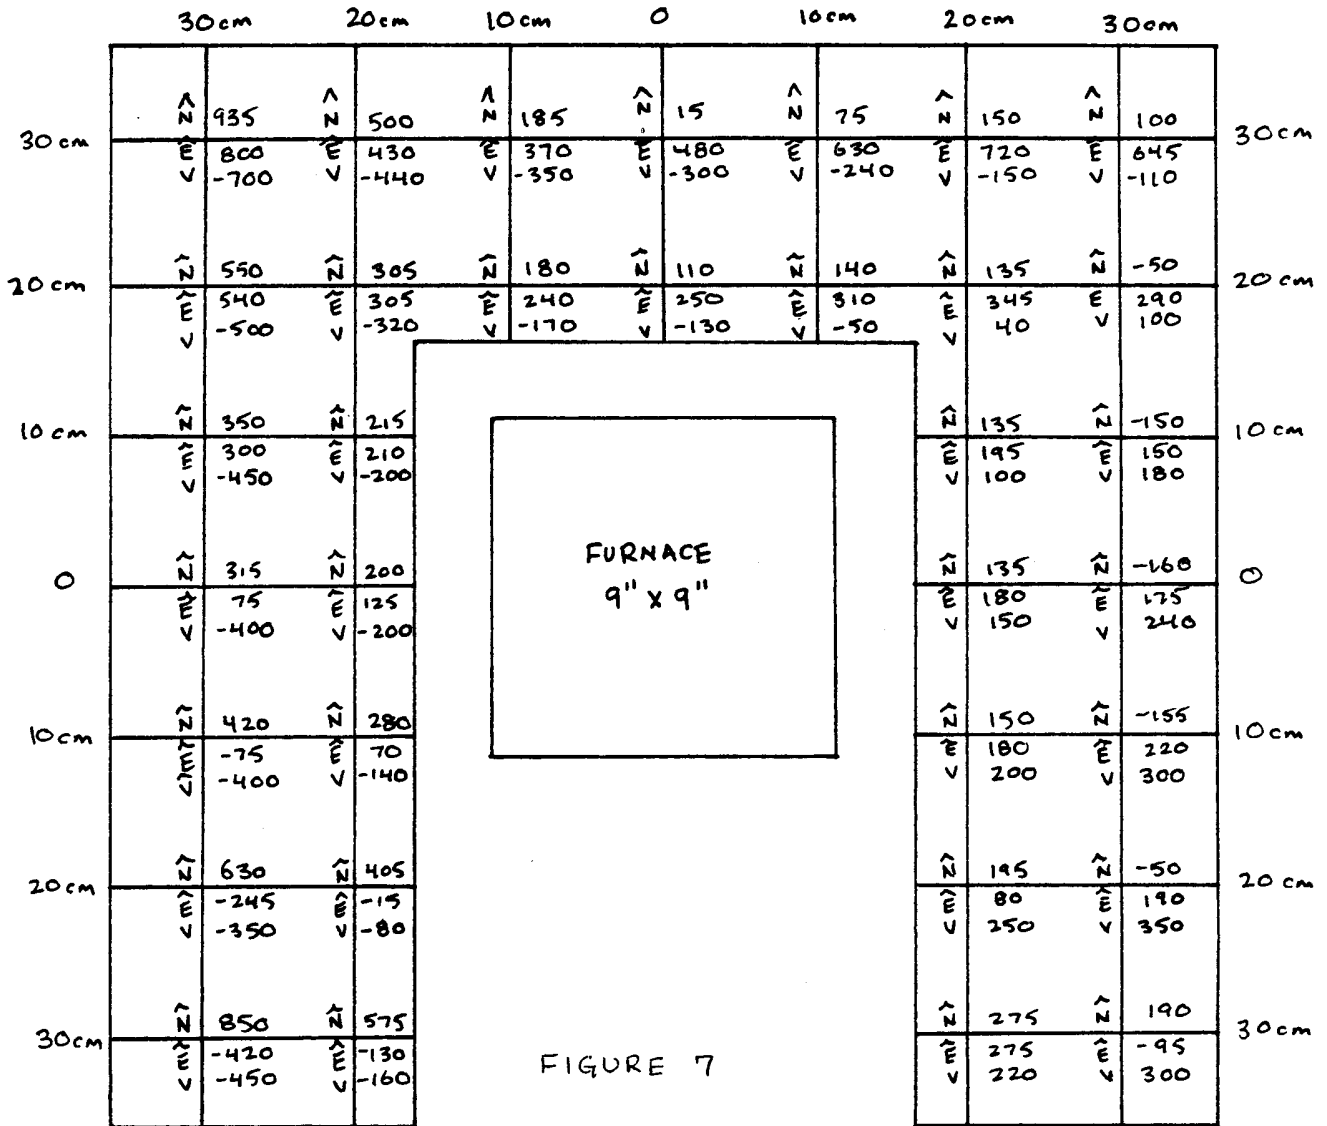 30cm 20cm 10cm 0 10cm 20cm 30cm
N̂ 935 N̂ 500 N̂ 185 N̂ 15 N̂ 75 N̂ 150 N̂ 100
30cm 30cm
Ê 800 Ê 430 Ê 370 Ê 480 Ê 630 Ê 720 Ê 645
V -700 V -440 V -350 V -300 V -240 V -150 V -110
N̂ 550 N̂ 305 N̂ 180 N̂ 110 N̂ 140 N̂ 135 N̂ -50
20cm 20cm
Ê 540 Ê 305 Ê 240 Ê 250 Ê 310 Ê 345 E 290
V -500 V -320 V -170 V -130 V -50 V 40 V 100
N̂ 350 N̂ 215 N̂ 135 N̂ -150
10cm 10cm
Ê 300 Ê 210 Ê 195 Ê 150
V -450 V -200 V 100 V 180
FURNACE
9" x 9"
N̂ 315 N̂ 200 N̂ 135 N̂ -160
0 0
Ê 75 Ê 125 Ê 180 Ê 175
V -400 V -200 V 150 V 240
N̂ 420 N̂ 280 N̂ 150 N̂ -155
10cm 10cm
Ê -75 Ê 70 Ê 180 Ê 220
V -400 V -140 V 200 V 300
N̂ 630 N̂ 405 N̂ 195 N̂ -50
20cm 20cm
Ê -245 Ê -15 Ê 80 Ê 190
V -350 V -80 V 250 V 350
N̂ 850 N̂ 575 N̂ 275 N̂ 190
30cm 30cm
Ê -420 Ê -130 Ê 275 Ê -95
V -450 V -160 V 220 V 300
FIGURE 7